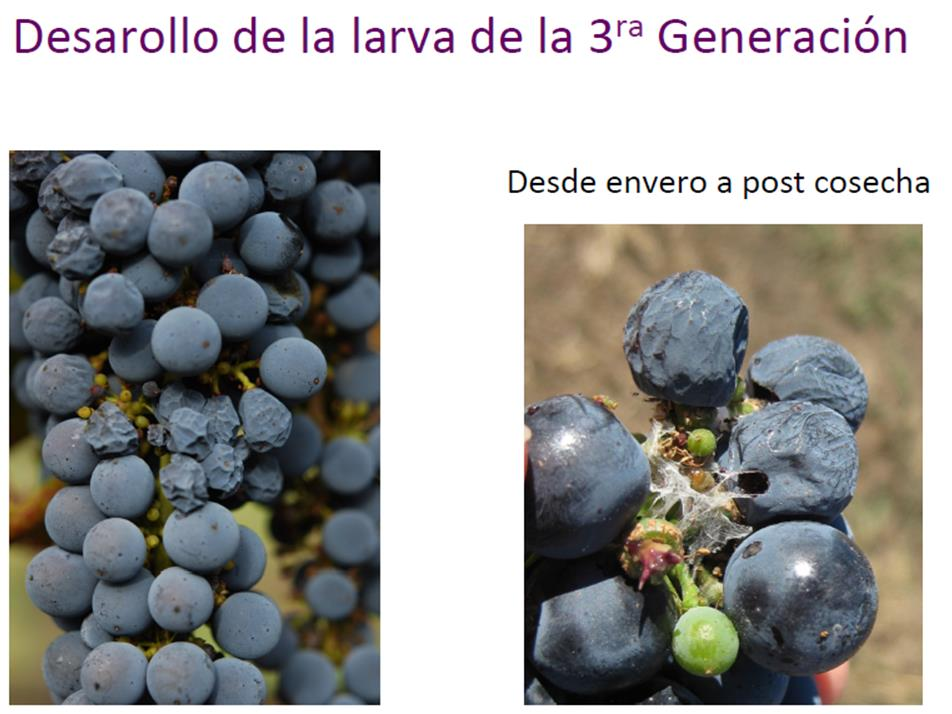 Desarollo de la larva de la 3ra Generación
Desde envero a post cosecha